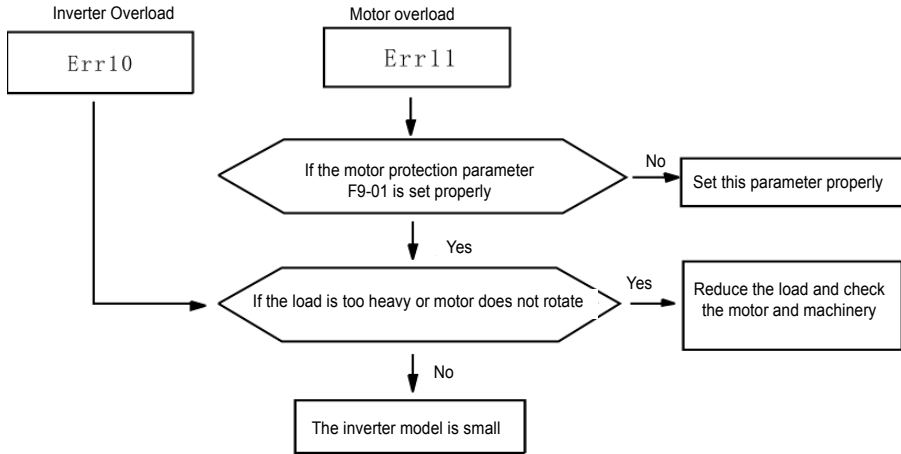 Inverter Overload
Motor overload
Err10
Err11
If the motor protection parameter
F9-01 is set properly
No
Set this parameter properly
Yes
If the load is too heavy or motor does not rotate
Yes
Reduce the load and check
the motor and machinery
No
The inverter model is small